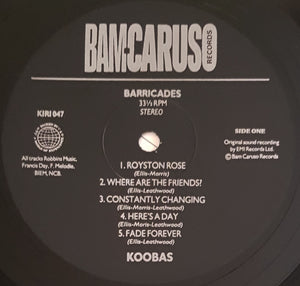 BAM·CARUSO
RECORDS
BARRICADES
33⅓ RPM
STEREO
KIRI 047
SIDE ONE
All tracks Robbins Music,
Francis Day, F. Melodie,
BIEM, NCB.
Original sound recording
by EMI Records Ltd.
© Bam Caruso Records
1. ROYSTON ROSE
(Ellis-Morris)
2. WHERE ARE THE FRIENDS?
(Ellis-Leathwood)
3. CONSTANTLY CHANGING
(Ellis-Morris-Leathwood)
4. HERE'S A DAY
(Ellis-Morris-Leathwood)
5. FADE FOREVER
(Ellis-Leathwood)
KOOBAS